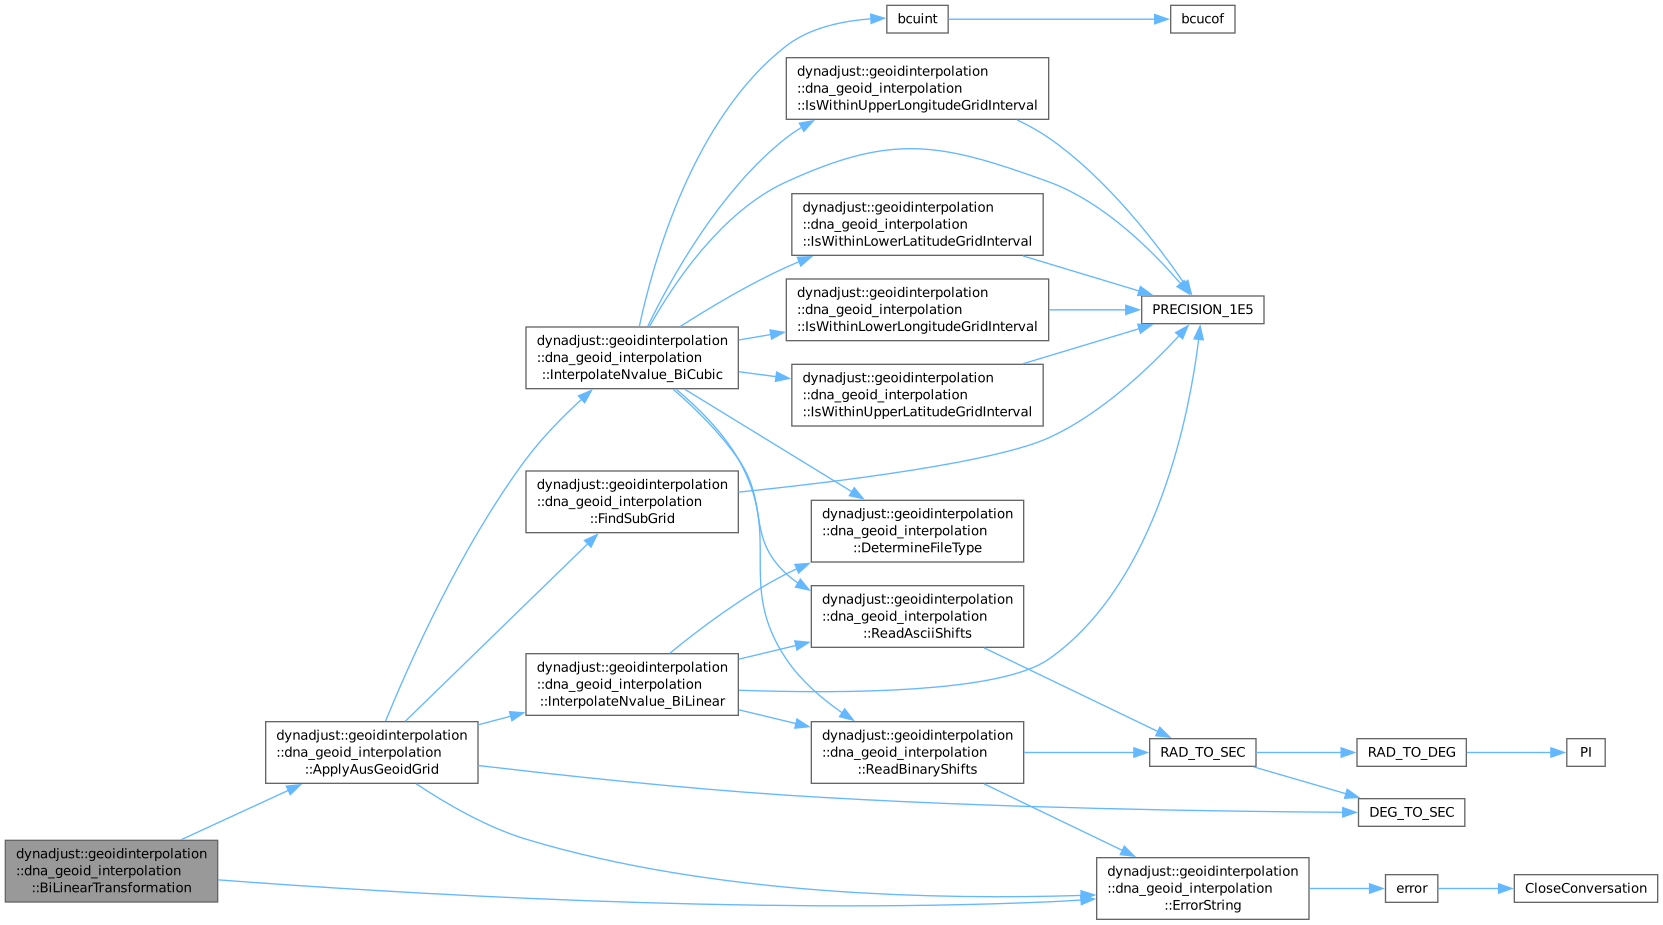 bcuint
bcucof
dynadjust::geoidinterpolation
::dna_geoid_interpolation
::IsWithinUpperLongitudeGridInterval
dynadjust::geoidinterpolation
::dna_geoid_interpolation
::IsWithinLowerLatitudeGridInterval
dynadjust::geoidinterpolation
::dna_geoid_interpolation
::IsWithinLowerLongitudeGridInterval
PRECISION_1E5
dynadjust::geoidinterpolation
::dna_geoid_interpolation
::InterpolateNvalue_BiCubic
dynadjust::geoidinterpolation
::dna_geoid_interpolation
::IsWithinUpperLatitudeGridInterval
dynadjust::geoidinterpolation
::dna_geoid_interpolation
::FindSubGrid
dynadjust::geoidinterpolation
::dna_geoid_interpolation
::DetermineFileType
dynadjust::geoidinterpolation
::dna_geoid_interpolation
::ReadAsciiShifts
dynadjust::geoidinterpolation
::dna_geoid_interpolation
::InterpolateNvalue_BiLinear
dynadjust::geoidinterpolation
::dna_geoid_interpolation
::ApplyAusGeoidGrid
dynadjust::geoidinterpolation
::dna_geoid_interpolation
::ReadBinaryShifts
RAD_TO_SEC
RAD_TO_DEG
PI
DEG_TO_SEC
dynadjust::geoidinterpolation
::dna_geoid_interpolation
::BiLinearTransformation
dynadjust::geoidinterpolation
::dna_geoid_interpolation
::ErrorString
error
CloseConversation